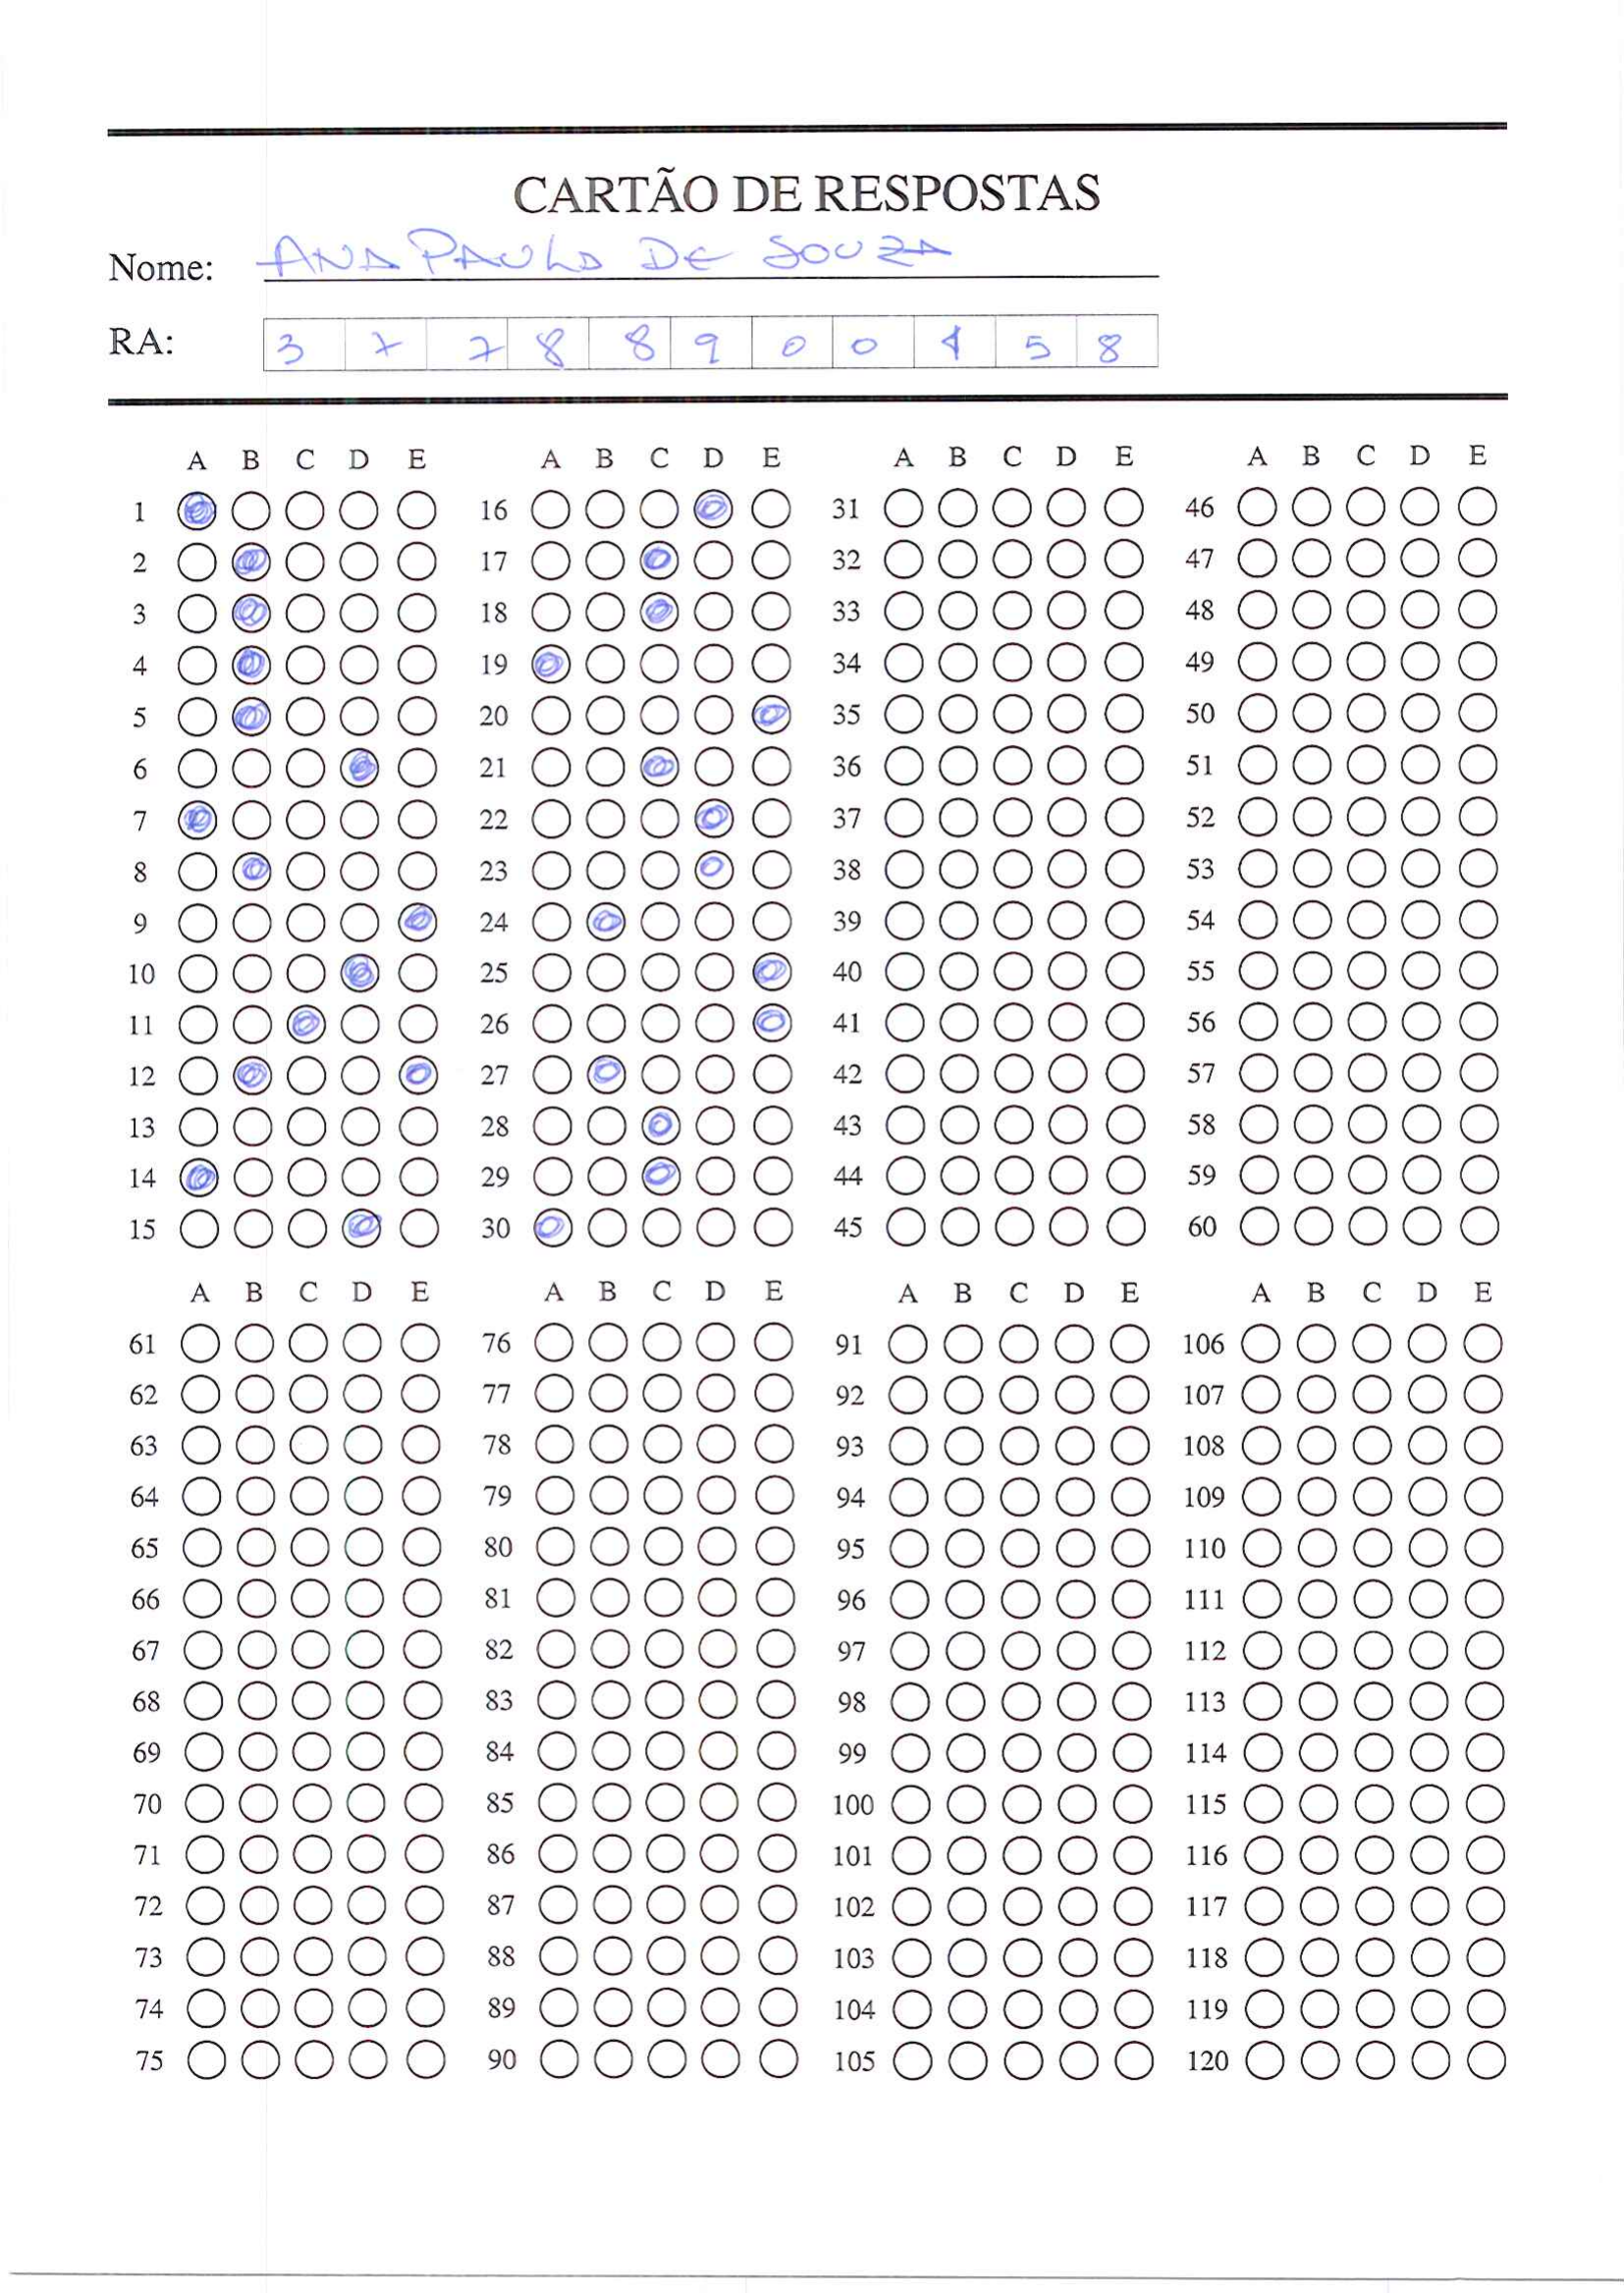 CARTÃO DE RESPOSTAS
Nome: ANA PAULA DE SOUZA
RA: 3 7 7 8 8 9 0 0 4 5 8
A B C D E A B C D E A B C D E A B C D E
1 16 31 46
2 17 32 47
3 18 33 48
4 19 34 49
5 20 35 50
6 21 36 51
7 22 37 52
8 23 38 53
9 24 39 54
10 25 40 55
11 26 41 56
12 27 42 57
13 28 43 58
14 29 44 59
15 30 45 60
A B C D E A B C D E A B C D E A B C D E
61 76 91 106
62 77 92 107
63 78 93 108
64 79 94 109
65 80 95 110
66 81 96 111
67 82 97 112
68 83 98 113
69 84 99 114
70 85 100 115
71 86 101 116
72 87 102 117
73 88 103 118
74 89 104 119
75 90 105 120